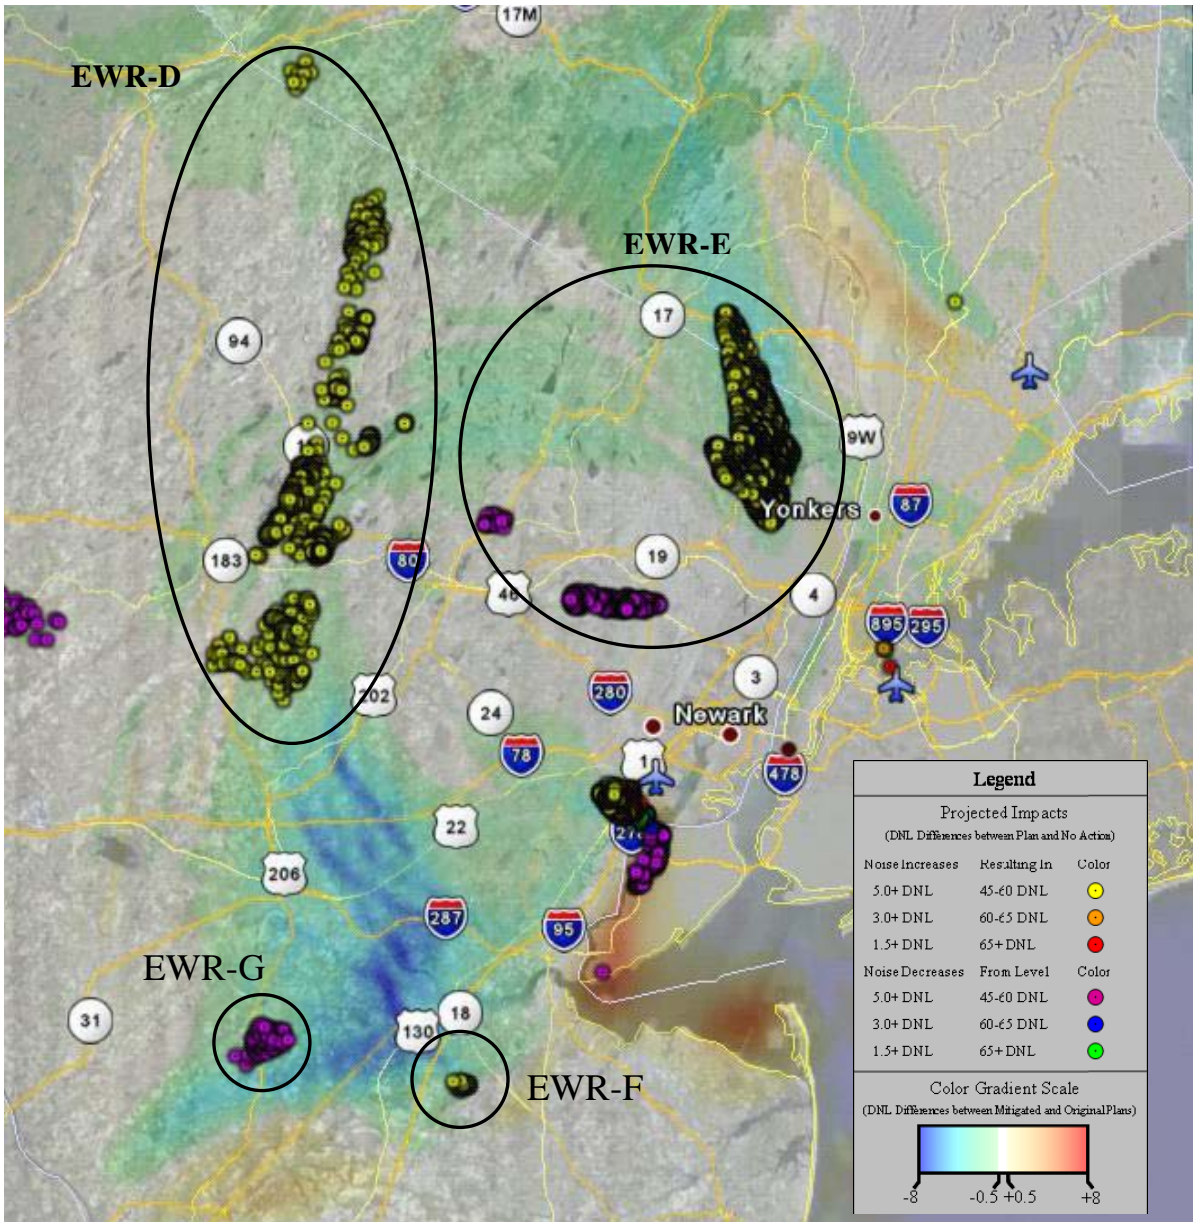 17M
EWR-D
EWR-E
17
94
9W
Yonkers
87
183
80
19
46
4
895
295
202
3
280
24
Newark
78
1
478
22
206
287
95
EWR-G
31
18
130
EWR-F
Legend
Projected Impacts
(DNL Differences between Plan and No Action)
Noise Increases Resulting In Color
5.0+ DNL 45-60 DNL
3.0+ DNL 60-65 DNL
1.5+ DNL 65+ DNL
Noise Decreases From Level Color
5.0+ DNL 45-60 DNL
3.0+ DNL 60-65 DNL
1.5+ DNL 65+ DNL
Color Gradient Scale
(DNL Differences between Mitigated and Original Plans)
-8 -0.5 +0.5 +8